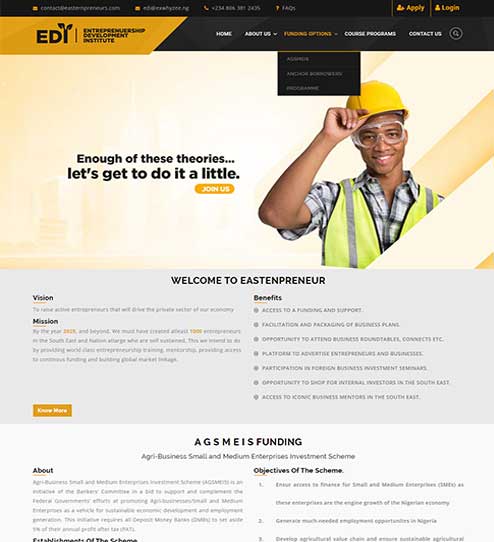 contact@easternpreneurs.com edi@exwhyzee.ng +234 806 381 2435 FAQs Apply Login
EDI ENTREPRENUERSHIP
DEVELOPMENT
INSTITUTE
HOME ABOUT US FUNDING OPTIONS COURSE PROGRAMS CONTACT US
AGSMEIS
ANCHOR BORROWERS
PROGRAMME
Enough of these theories...
let's get to do it a little.
JOIN US
WELCOME TO EASTENPRENEUR
Vision
To raise active entrepreneurs that will drive the private sector of our economy
Mission
By the year 2025, and beyond. We must have created atleast 1000 entrepreneurs
in the South East and Nation atlarge who are self sustained. This we intend to do
by providing world class entrepreneurship training, mentorship, providing access
to continous funding and building global market linkage.
Know More
Benefits
ACCESS TO A FUNDING AND SUPPORT.
FACILITATION AND PACKAGING OF BUSINESS PLANS.
OPPORTUNITY TO ATTEND BUSINESS ROUNDTABLES, CONNECTS ETC.
PLATFORM TO ADVERTISE ENTREPRENEURS AND BUSINESSES.
PARTICIPATION IN FOREIGN BUSINESS INVESTMENT SEMINARS.
OPPORTUNITY TO SHOP FOR INTERNAL INVESTORS IN THE SOUTH EAST.
ACCESS TO ICONIC BUSINESS MENTORS IN THE SOUTH EAST.
A G S M E I S FUNDING
Agri-Business Small and Medium Enterprises Investment Scheme
About
Agri-Business Small and Medium Enterprises Investment Scheme (AGSMEIS) is an
initiative of the Bankers' Committee in a bid to support and complement the
Federal Governments' efforts at promoting Agri-businesses/Small and Medium
Enterprises as a vehicle for sustainable economic development and employment
generation. This initiative requires all Deposit Money Banks (DMBs) to set aside
5% of their annual profit after tax (PAT).
Establishments Of The Scheme
Objectives Of The Scheme.
1. Ensur access to finance for Small and Medium Enterprises (SMEs) as
these enterprises are the engine growth of the Nigerian economy
2. Generate much-needed employment opportunites in Nigeria
3. Develop agricultural value chain and ensure sustainable agricultural